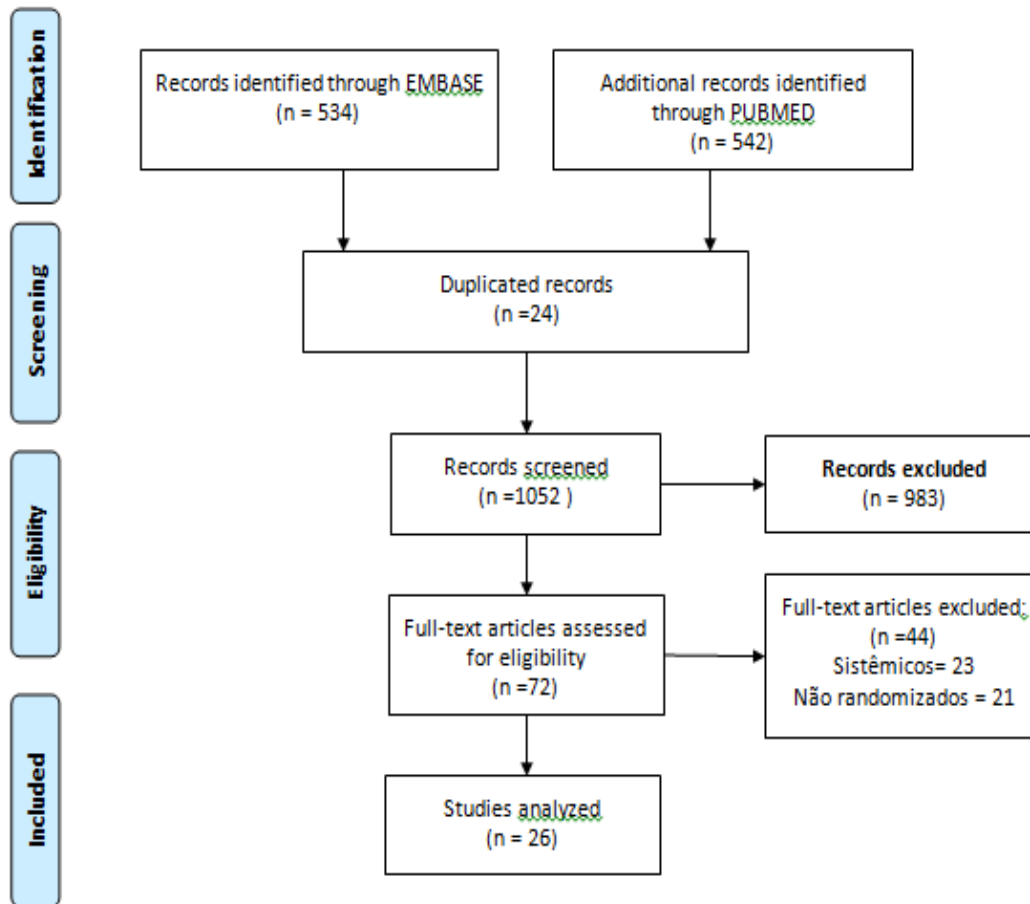 Identification
Records identified through EMBASE
(n = 534)
Additional records identified
through PUBMED
(n = 542)
Screening
Duplicated records
(n =24)
Eligibility
Records screened
(n =1052 )
Records excluded
(n = 983)
Full-text articles assessed
for eligibility
(n =72)
Full-text articles excluded:
(n =44)
Sistêmicos= 23
Não randomizados = 21
Included
Studies analyzed
(n = 26)